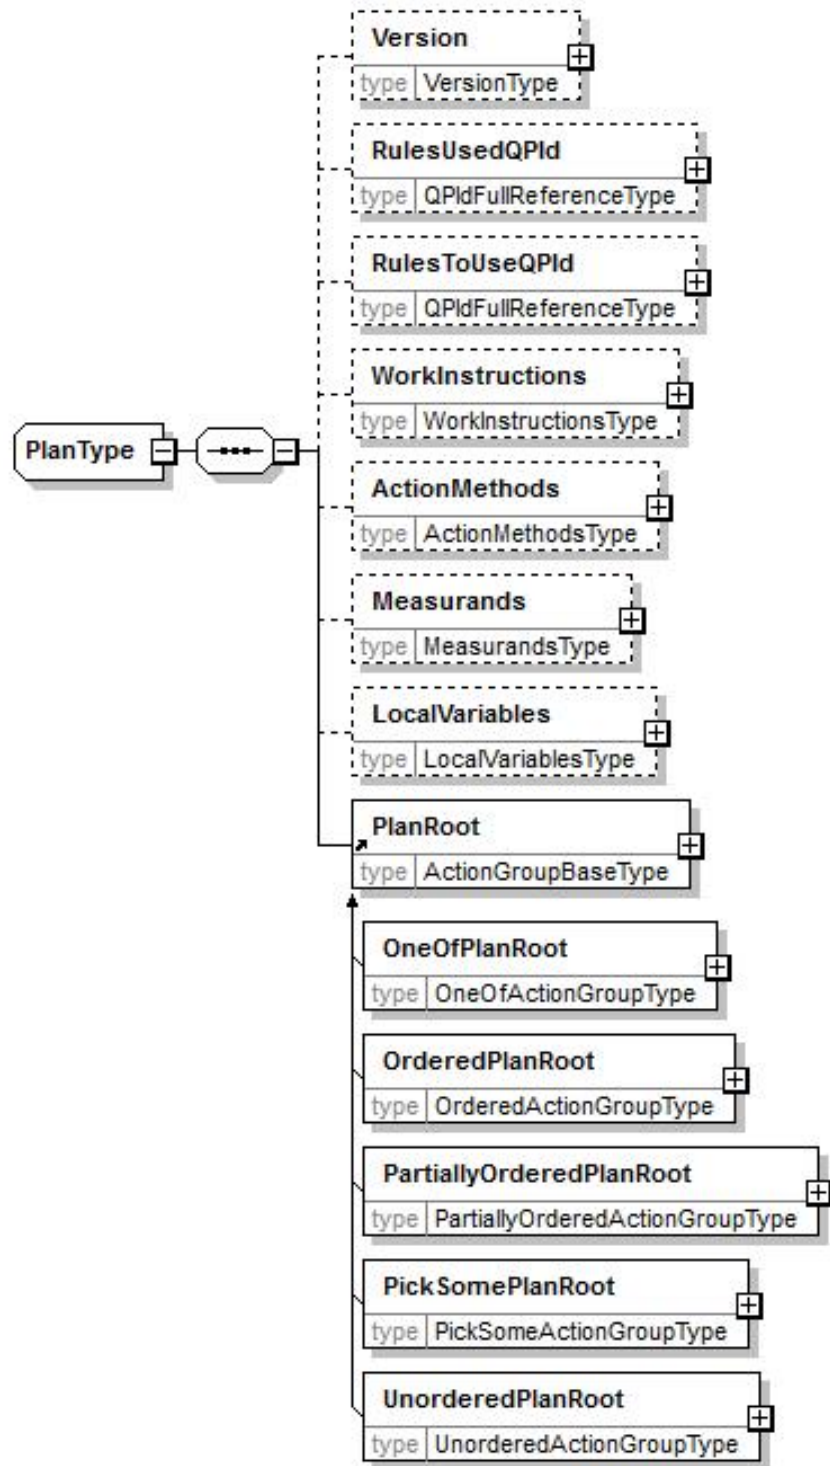 Version
type VersionType
RulesUsedQPId
type QPIdFullReferenceType
RulesToUseQPId
type QPIdFullReferenceType
WorkInstructions
type WorkInstructionsType
PlanType
ActionMethods
type ActionMethodsType
Measurands
type MeasurandsType
LocalVariables
type LocalVariablesType
PlanRoot
type ActionGroupBaseType
OneOfPlanRoot
type OneOfActionGroupType
OrderedPlanRoot
type OrderedActionGroupType
PartiallyOrderedPlanRoot
type PartiallyOrderedActionGroupType
PickSomePlanRoot
type PickSomeActionGroupType
UnorderedPlanRoot
type UnorderedActionGroupType